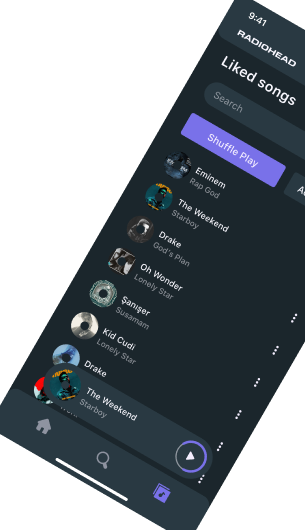 9:41
RADIOHEAD
Liked songs
Search
Shuffle Play
Eminem
Rap God
The Weekend
Starboy
Drake
God's Plan
Oh Wonder
Lonely Star
Şanışer
Susamam
Kid Cudi
Lonely Star
Drake
The Weekend
Starboy